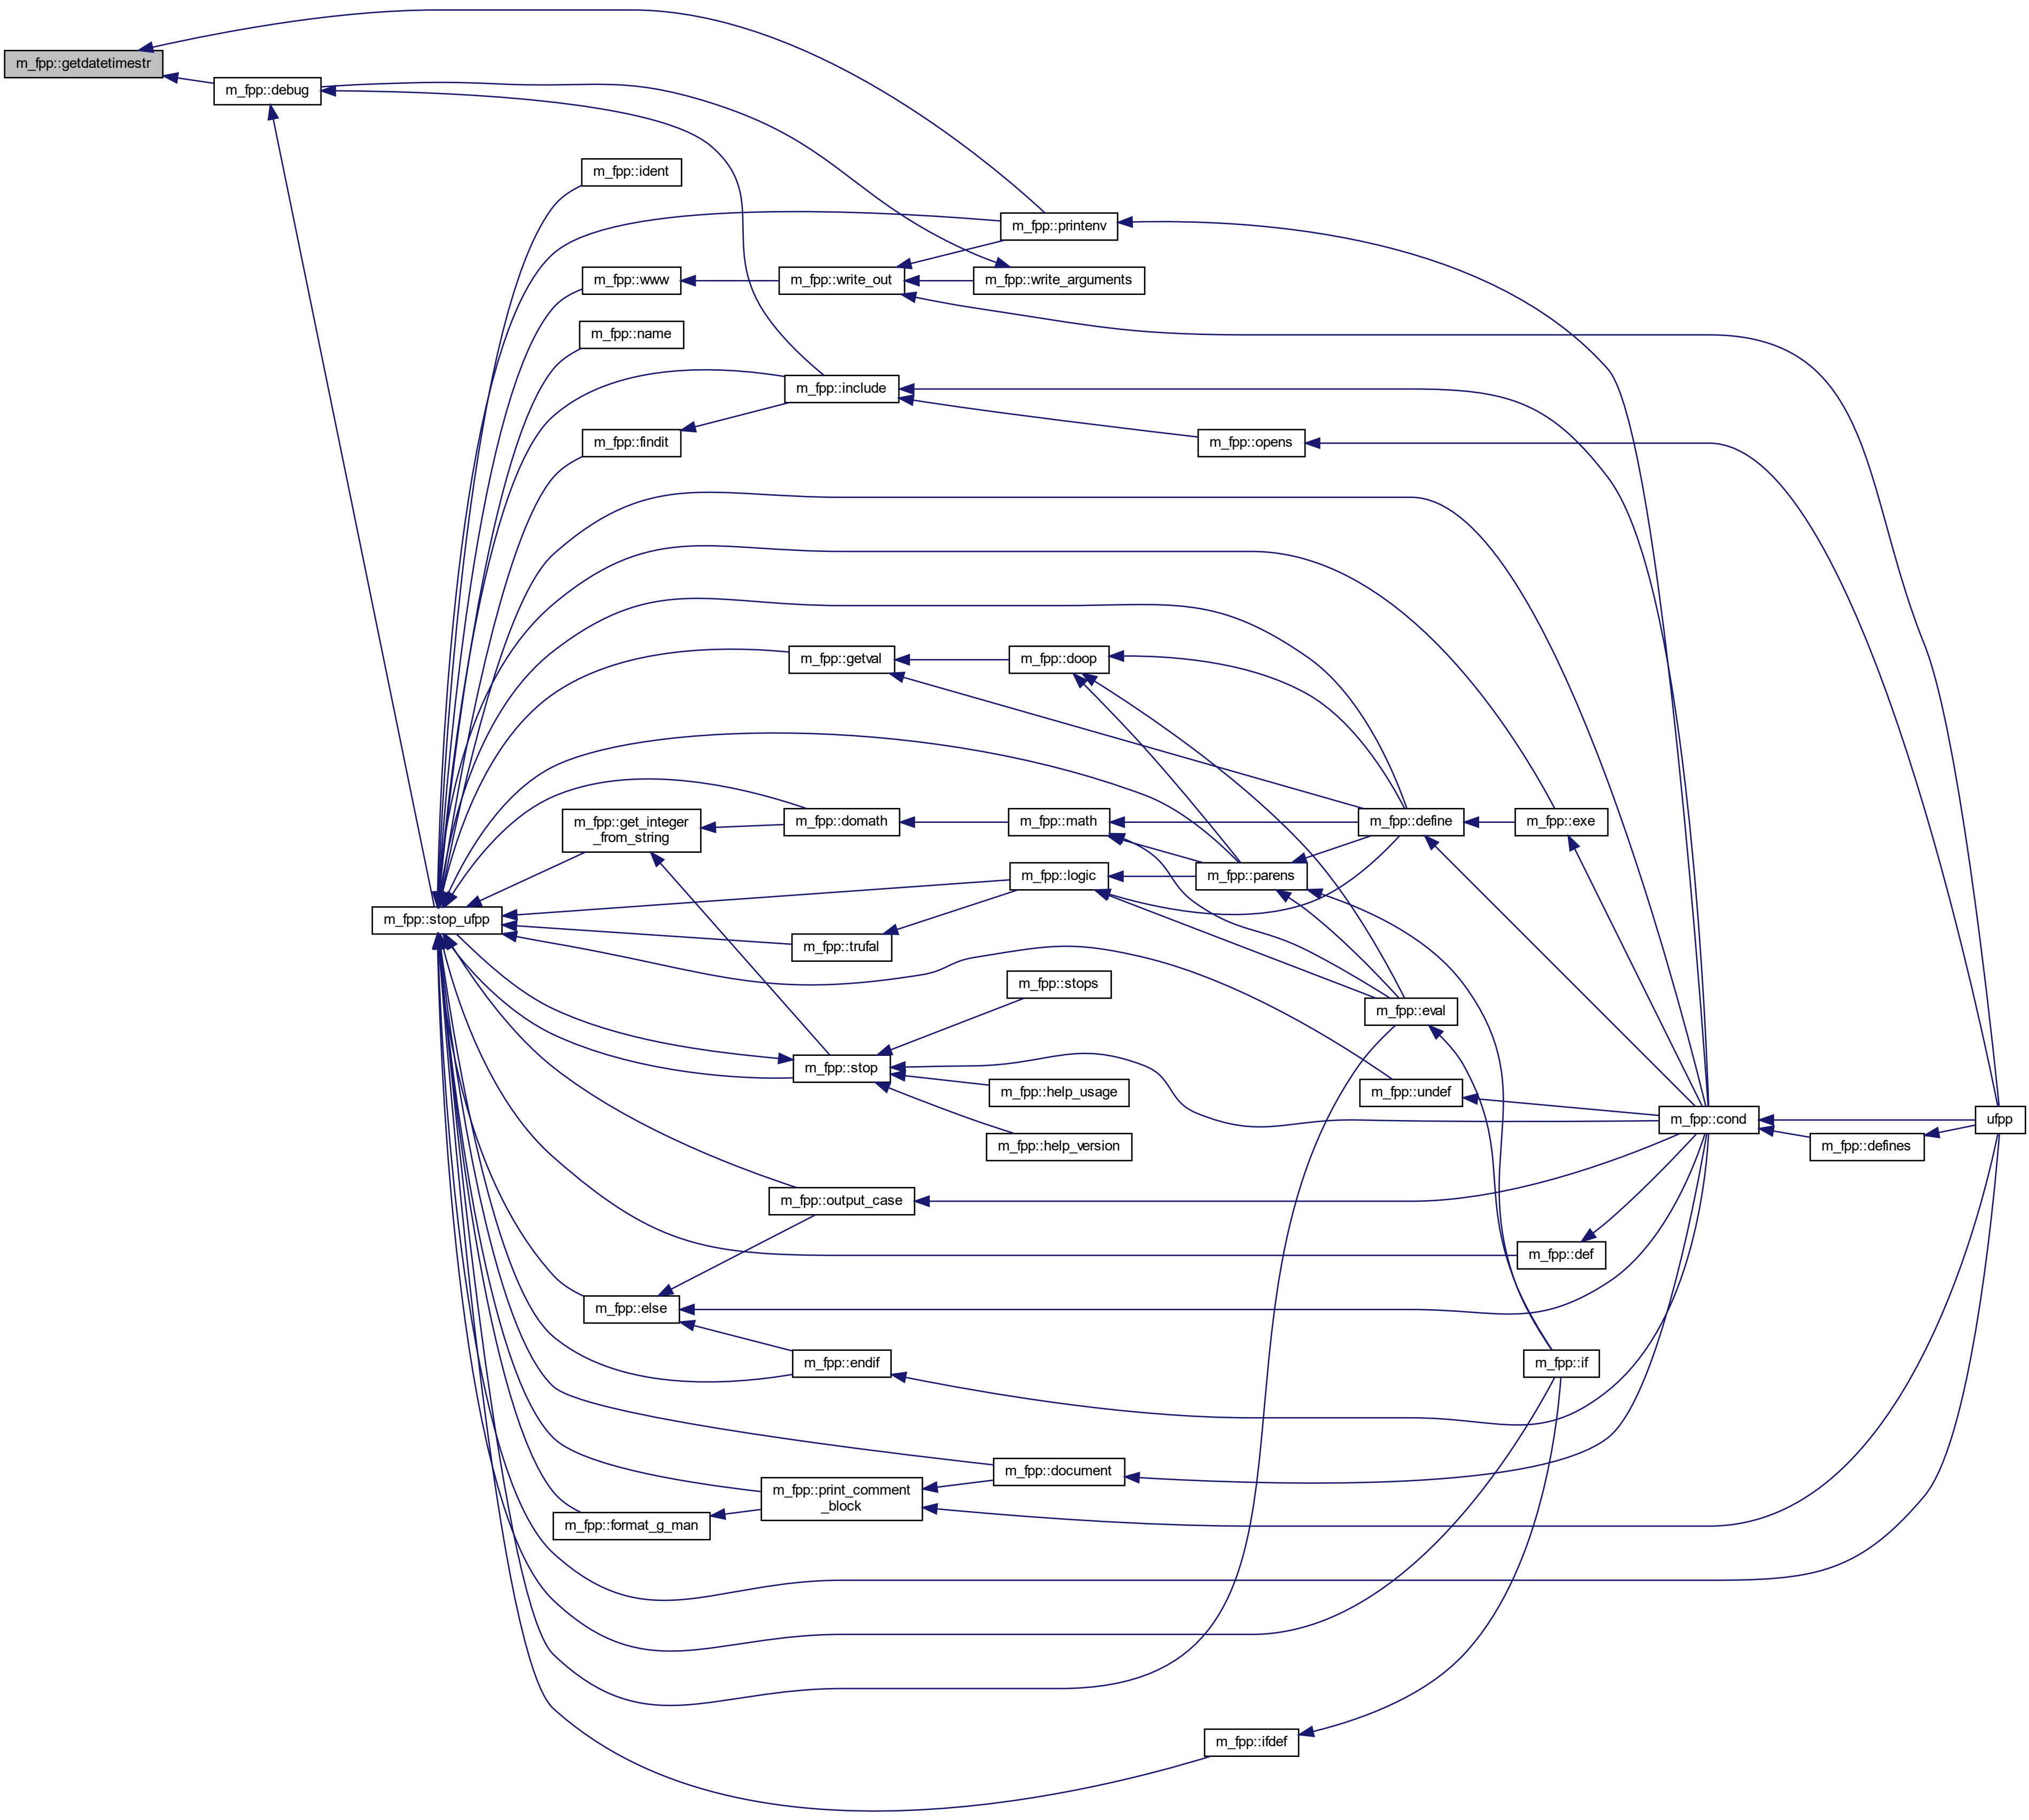 m_fpp::getdatetimestr
m_fpp::debug
m_fpp::ident
m_fpp::printenv
m_fpp::www
m_fpp::write_out
m_fpp::write_arguments
m_fpp::name
m_fpp::include
m_fpp::findit
m_fpp::opens
m_fpp::getval
m_fpp::doop
m_fpp::get_integer
_from_string
m_fpp::domath
m_fpp::math
m_fpp::define
m_fpp::exe
m_fpp::logic
m_fpp::parens
m_fpp::stop_ufpp
m_fpp::trufal
m_fpp::stops
m_fpp::eval
m_fpp::stop
m_fpp::help_usage
m_fpp::undef
m_fpp::help_version
m_fpp::cond
ufpp
m_fpp::defines
m_fpp::output_case
m_fpp::def
m_fpp::else
m_fpp::endif
m_fpp::if
m_fpp::document
m_fpp::print_comment
_block
m_fpp::format_g_man
m_fpp::ifdef